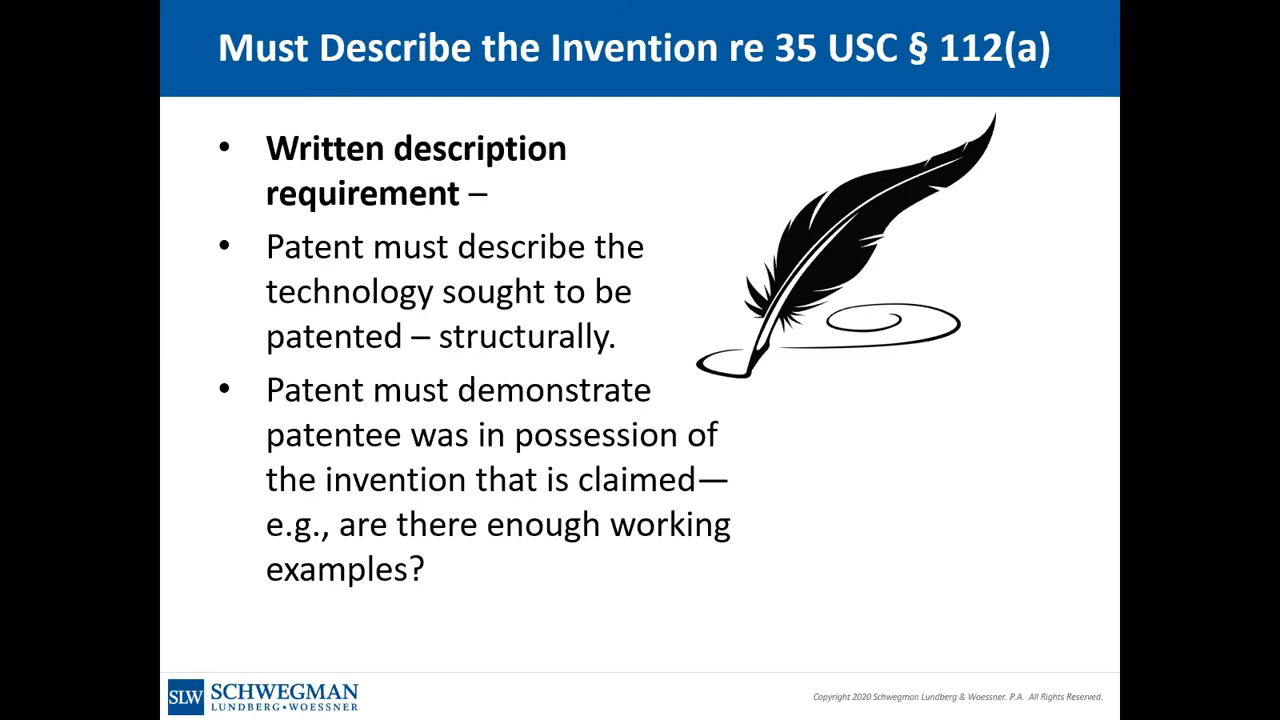 Must Describe the Invention re 35 USC § 112(a)
• Written description
requirement –
• Patent must describe the
technology sought to be
patented – structurally.
• Patent must demonstrate
patentee was in possession of
the invention that is claimed—
e.g., are there enough working
examples?
SLW SCHWEGMAN
LUNDBERG • WOESSNER
Copyright 2020 Schwegman Lundberg & Woessner. P.A. All Rights Reserved.